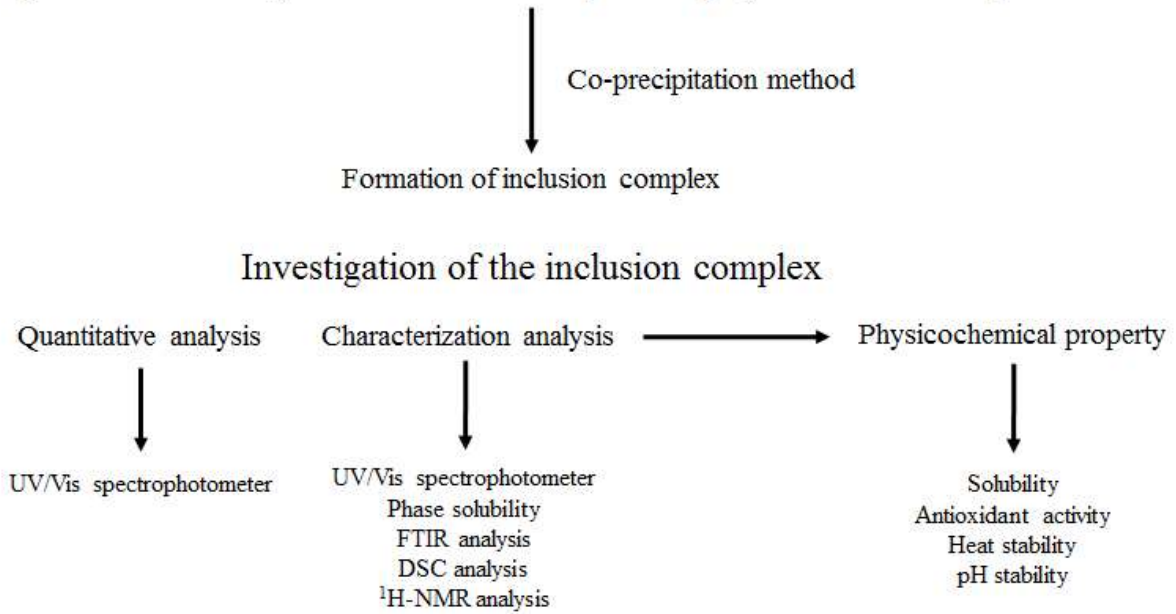 Co-precipitation method
Formation of inclusion complex
Investigation of the inclusion complex
Quantitative analysis
Characterization analysis
Physicochemical property
UV/Vis spectrophotometer
UV/Vis spectrophotometer
Phase solubility
FTIR analysis
DSC analysis
¹H-NMR analysis
Solubility
Antioxidant activity
Heat stability
pH stability